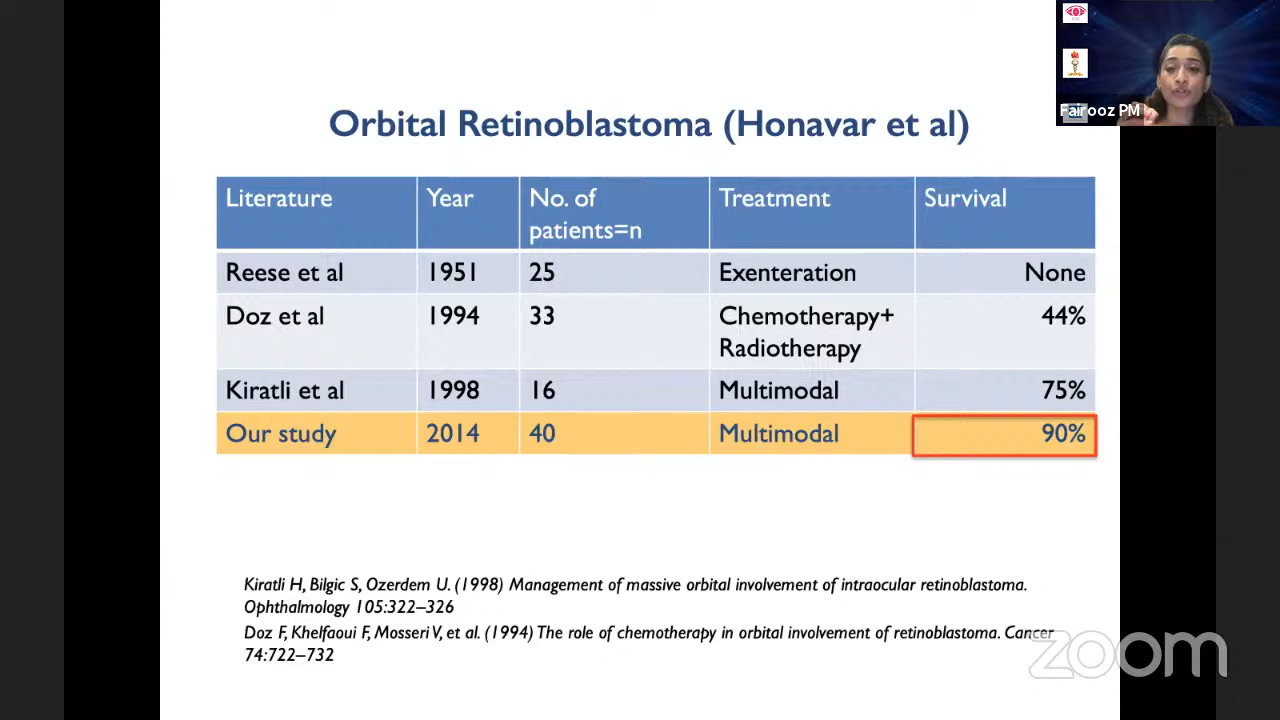 Fairooz PM
Orbital Retinoblastoma (Honavar et al)
Literature Year No. of patients=n Treatment Survival
Reese et al 1951 25 Exenteration None
Doz et al 1994 33 Chemotherapy+ Radiotherapy 44%
Kiratli et al 1998 16 Multimodal 75%
Our study 2014 40 Multimodal 90%
Kiratli H, Bilgic S, Ozerdem U. (1998) Management of massive orbital involvement of intraocular retinoblastoma.
Ophthalmology 105:322–326
Doz F, Khelfaoui F, Mosseri V, et al. (1994) The role of chemotherapy in orbital involvement of retinoblastoma. Cancer
74:722–732
zoom